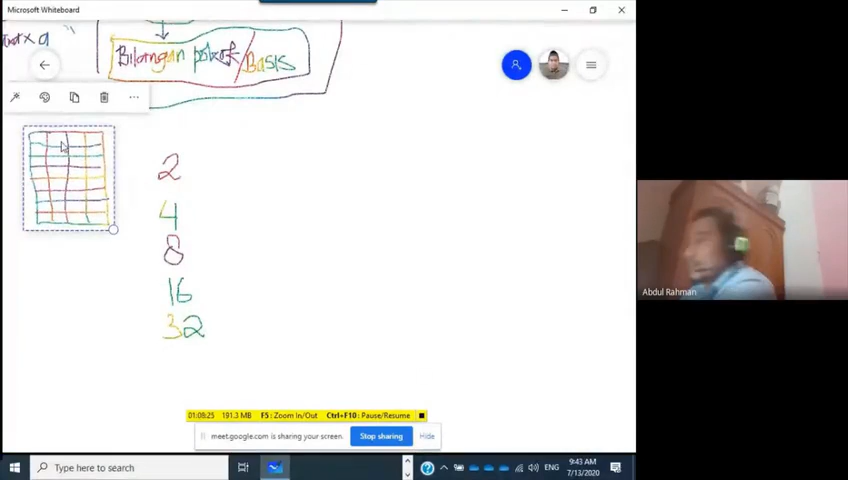 Microsoft Whiteboard
Bilangan pokok/Basis
2
4
8
16
32
Abdul Rahman
01:08:25 191.3 MB F5: Zoom In/Out Ctrl+F10: Pause/Resume
meet.google.com is sharing your screen. Stop sharing Hide
Type here to search
ENG
9:43 AM
7/13/2020